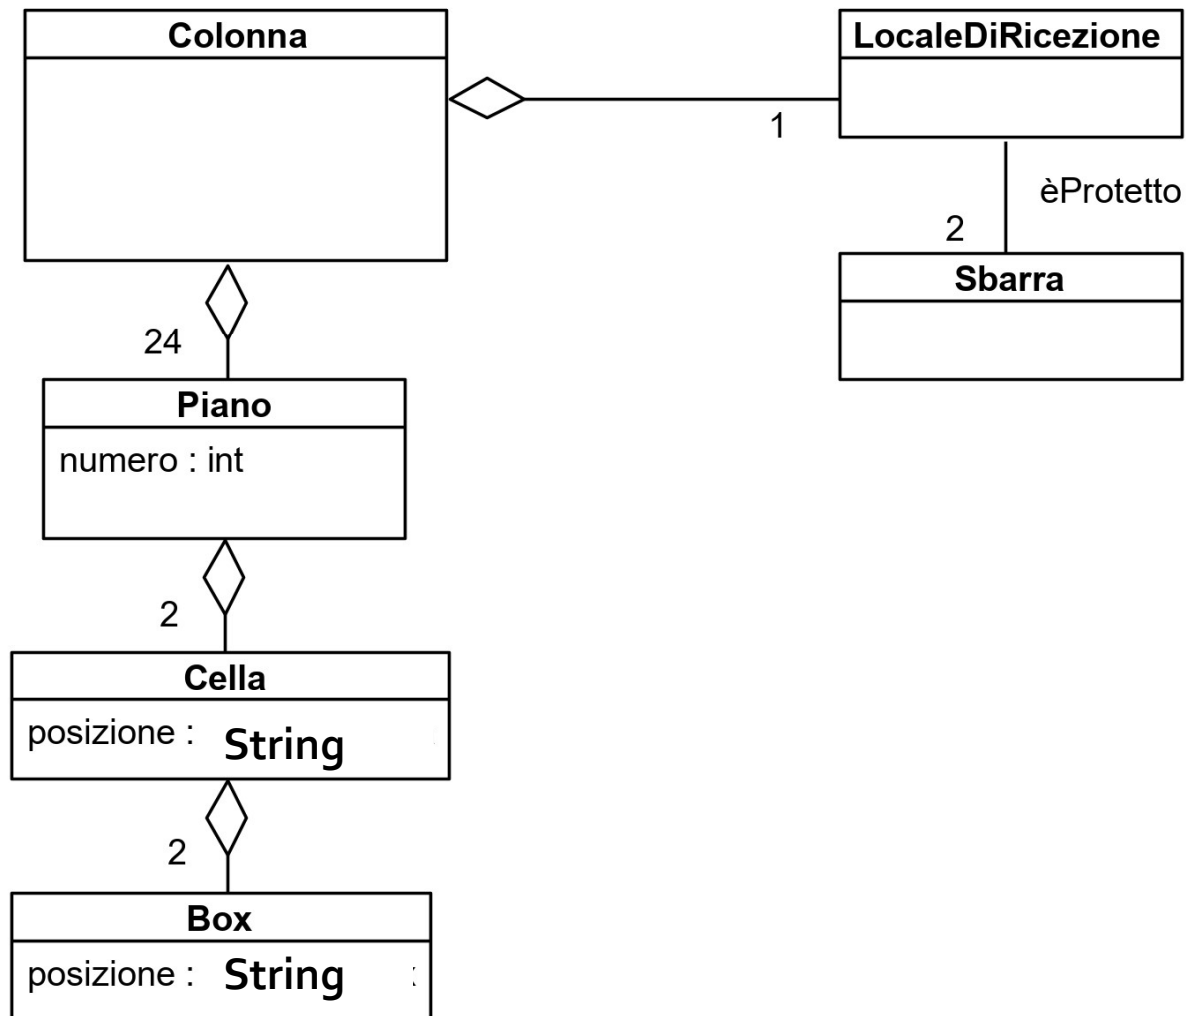 Colonna
LocaleDiRicezione
1
èProtetto
2
Sbarra
24
Piano
numero : int
2
Cella
posizione : String
2
Box
posizione : String